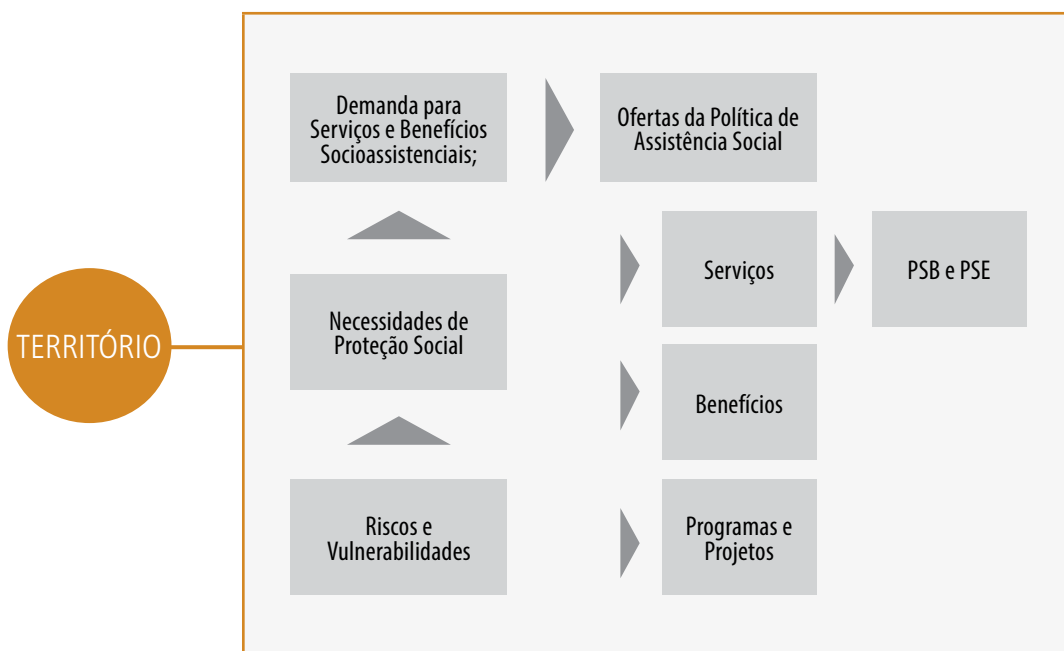 TERRITÓRIO
Demanda para
Serviços e Benefícios
Socioassistenciais;
Ofertas da Política de
Assistência Social
Necessidades de
Proteção Social
Serviços
PSB e PSE
Benefícios
Riscos e
Vulnerabilidades
Programas e
Projetos